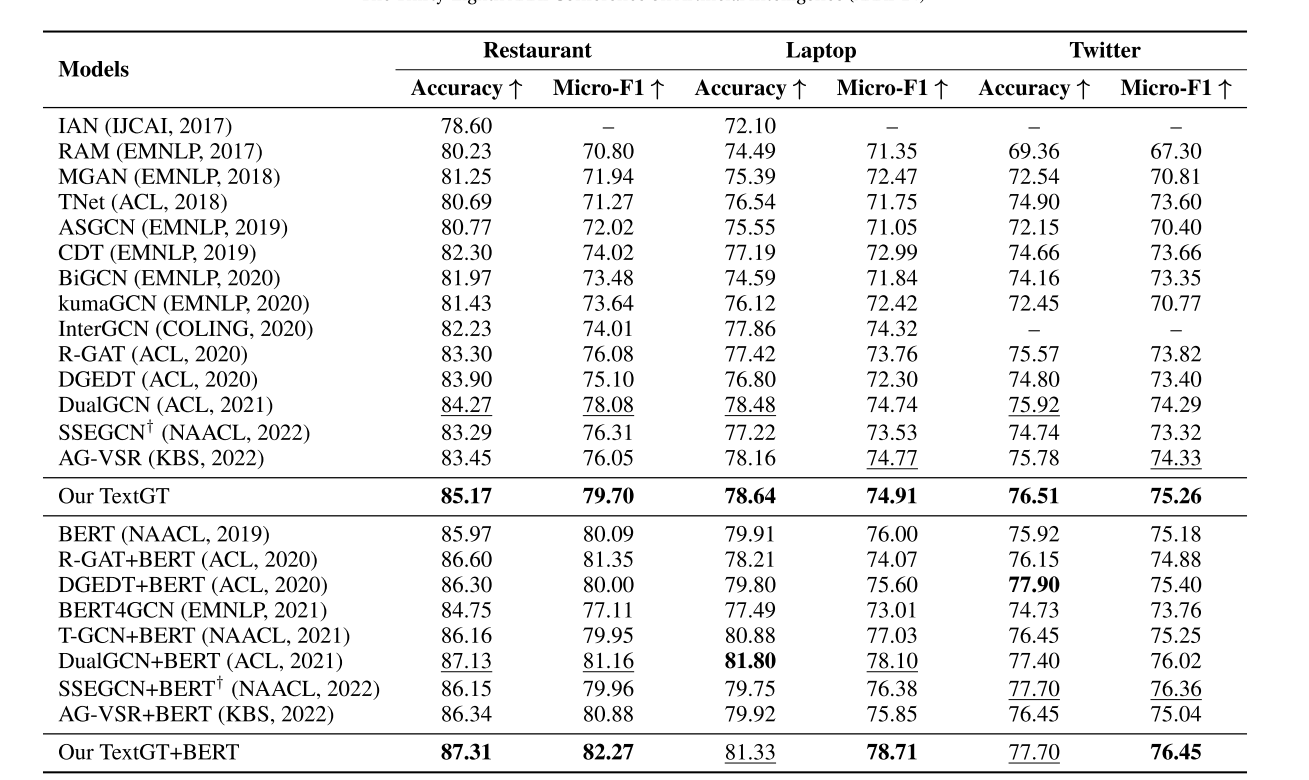 Models Restaurant Laptop Twitter
Accuracy ↑ Micro-F1 ↑ Accuracy ↑ Micro-F1 ↑ Accuracy ↑ Micro-F1 ↑
IAN (IJCAI, 2017) 78.60 – 72.10 – – –
RAM (EMNLP, 2017) 80.23 70.80 74.49 71.35 69.36 67.30
MGAN (EMNLP, 2018) 81.25 71.94 75.39 72.47 72.54 70.81
TNet (ACL, 2018) 80.69 71.27 76.54 71.75 74.90 73.60
ASGCN (EMNLP, 2019) 80.77 72.02 75.55 71.05 72.15 70.40
CDT (EMNLP, 2019) 82.30 74.02 77.19 72.99 74.66 73.66
BiGCN (EMNLP, 2020) 81.97 73.48 74.59 71.84 74.16 73.35
kumaGCN (EMNLP, 2020) 81.43 73.64 76.12 72.42 72.45 70.77
InterGCN (COLING, 2020) 82.23 74.01 77.86 74.32 – –
R-GAT (ACL, 2020) 83.30 76.08 77.42 73.76 75.57 73.82
DGEDT (ACL, 2020) 83.90 75.10 76.80 72.30 74.80 73.40
DualGCN (ACL, 2021) 84.27 78.08 78.48 74.74 75.92 74.29
SSEGCN† (NAACL, 2022) 83.29 76.31 77.22 73.53 74.74 73.32
AG-VSR (KBS, 2022) 83.45 76.05 78.16 74.77 75.78 74.33
Our TextGT 85.17 79.70 78.64 74.91 76.51 75.26
BERT (NAACL, 2019) 85.97 80.09 79.91 76.00 75.92 75.18
R-GAT+BERT (ACL, 2020) 86.60 81.35 78.21 74.07 76.15 74.88
DGEDT+BERT (ACL, 2020) 86.30 80.00 79.80 75.60 77.90 75.40
BERT4GCN (EMNLP, 2021) 84.75 77.11 77.49 73.01 74.73 73.76
T-GCN+BERT (NAACL, 2021) 86.16 79.95 80.88 77.03 76.45 75.25
DualGCN+BERT (ACL, 2021) 87.13 81.16 81.80 78.10 77.40 76.02
SSEGCN+BERT† (NAACL, 2022) 86.15 79.96 79.75 76.38 77.70 76.36
AG-VSR+BERT (KBS, 2022) 86.34 80.88 79.92 75.85 76.45 75.04
Our TextGT+BERT 87.31 82.27 81.33 78.71 77.70 76.45